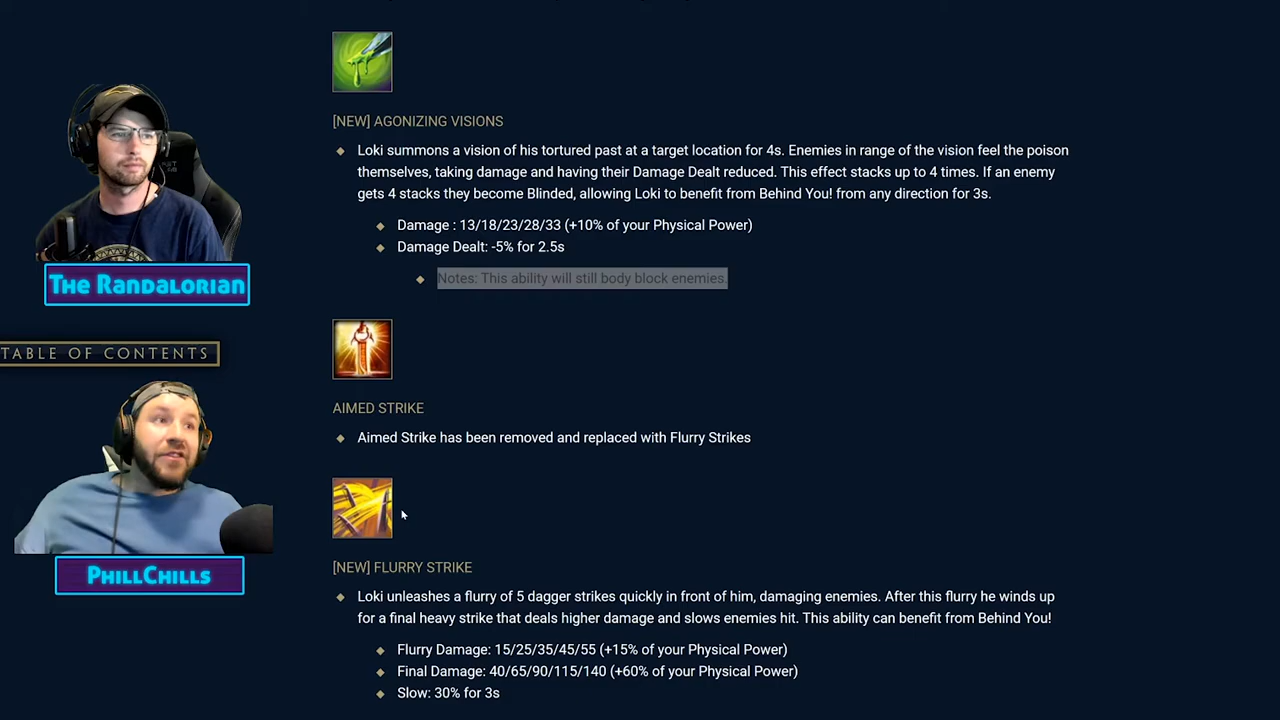 [NEW] AGONIZING VISIONS
Loki summons a vision of his tortured past at a target location for 4s. Enemies in range of the vision feel the poison
themselves, taking damage and having their Damage Dealt reduced. This effect stacks up to 4 times. If an enemy
gets 4 stacks they become Blinded, allowing Loki to benefit from Behind You! from any direction for 3s.
Damage : 13/18/23/28/33 (+10% of your Physical Power)
Damage Dealt: -5% for 2.5s
Notes: This ability will still body block enemies.
The Randalorian
TABLE OF CONTENTS
AIMED STRIKE
Aimed Strike has been removed and replaced with Flurry Strikes
PhillChills
[NEW] FLURRY STRIKE
Loki unleashes a flurry of 5 dagger strikes quickly in front of him, damaging enemies. After this flurry he winds up
for a final heavy strike that deals higher damage and slows enemies hit. This ability can benefit from Behind You!
Flurry Damage: 15/25/35/45/55 (+15% of your Physical Power)
Final Damage: 40/65/90/115/140 (+60% of your Physical Power)
Slow: 30% for 3s